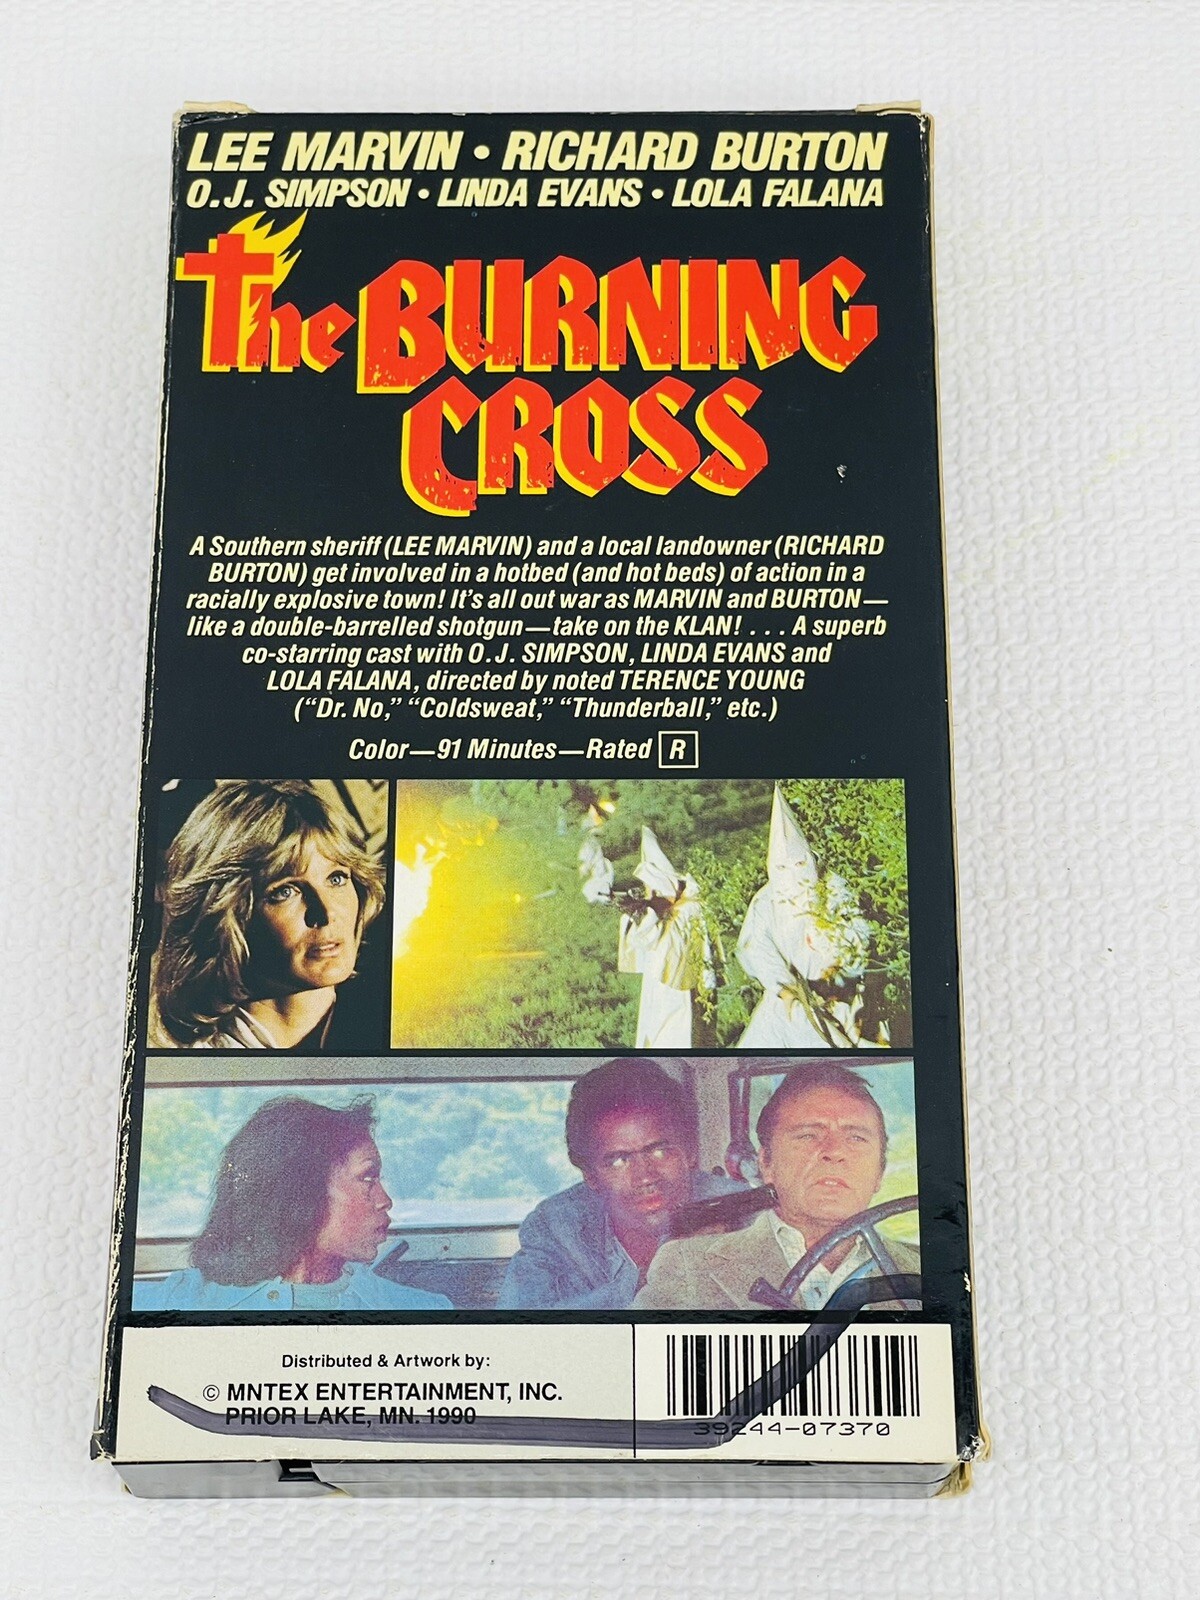 LEE MARVIN • RICHARD BURTON
O.J. SIMPSON • LINDA EVANS • LOLA FALANA
The BURNING
CROSS
A Southern sheriff (LEE MARVIN) and a local landowner (RICHARD
BURTON) get involved in a hotbed (and hot beds) of action in a
racially explosive town! It's all out war as MARVIN and BURTON—
like a double-barrelled shotgun—take on the KLAN! . . . A superb
co-starring cast with O.J. SIMPSON, LINDA EVANS and
LOLA FALANA, directed by noted TERENCE YOUNG
("Dr. No," "Coldsweat," "Thunderball," etc.)
Color—91 Minutes—Rated R
Distributed & Artwork by:
© MNTEX ENTERTAINMENT, INC.
PRIOR LAKE, MN. 1990
39244-07370